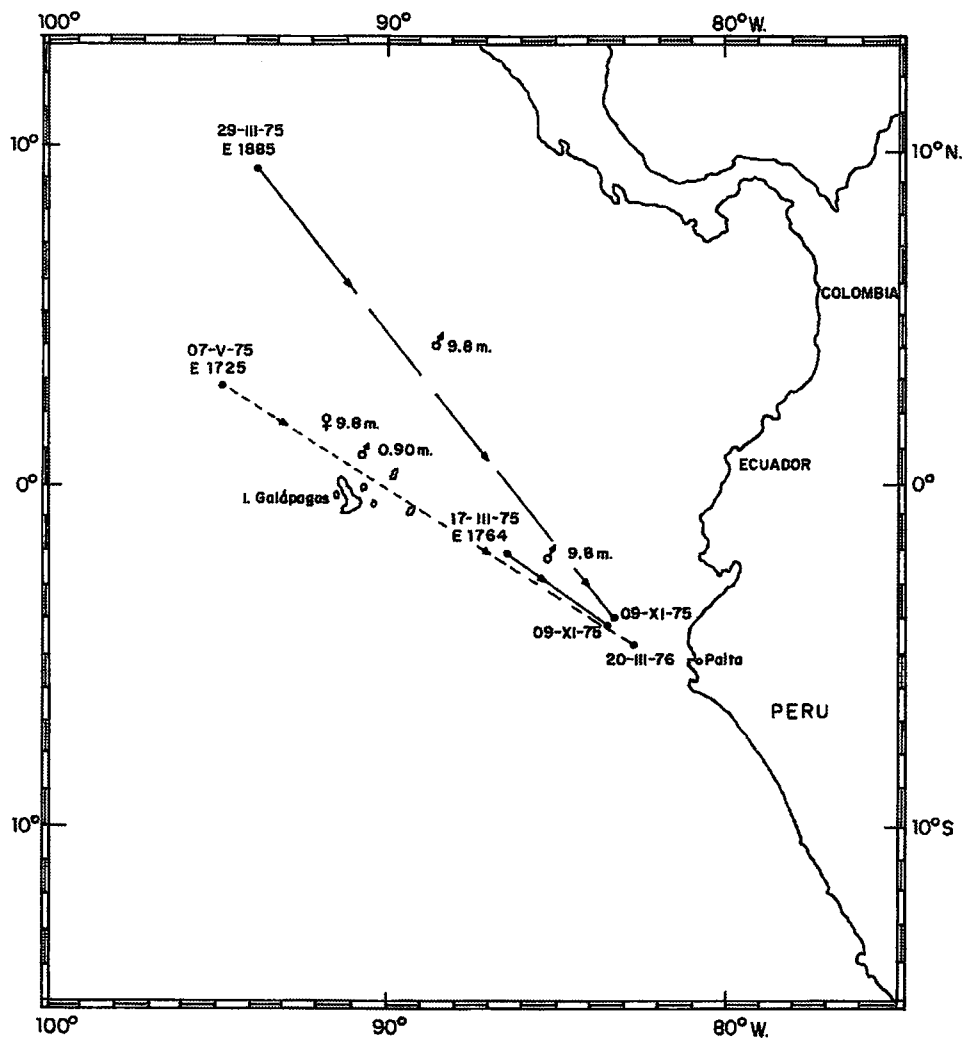 100° 90° 80° W.
29-III-75
E 1885
10° 10° N.
COLOMBIA
♂ 9.8 m.
07-V-75
E 1725
♀ 9.8 m.
♂ 0.90 m.
ECUADOR
0° 0°
I. Galápagos
17-III-75
E 1764
♂ 9.8 m.
09-XI-75
09-XI-75
20-III-76
Paita
PERU
10° 10° S
100° 90° 80° W.